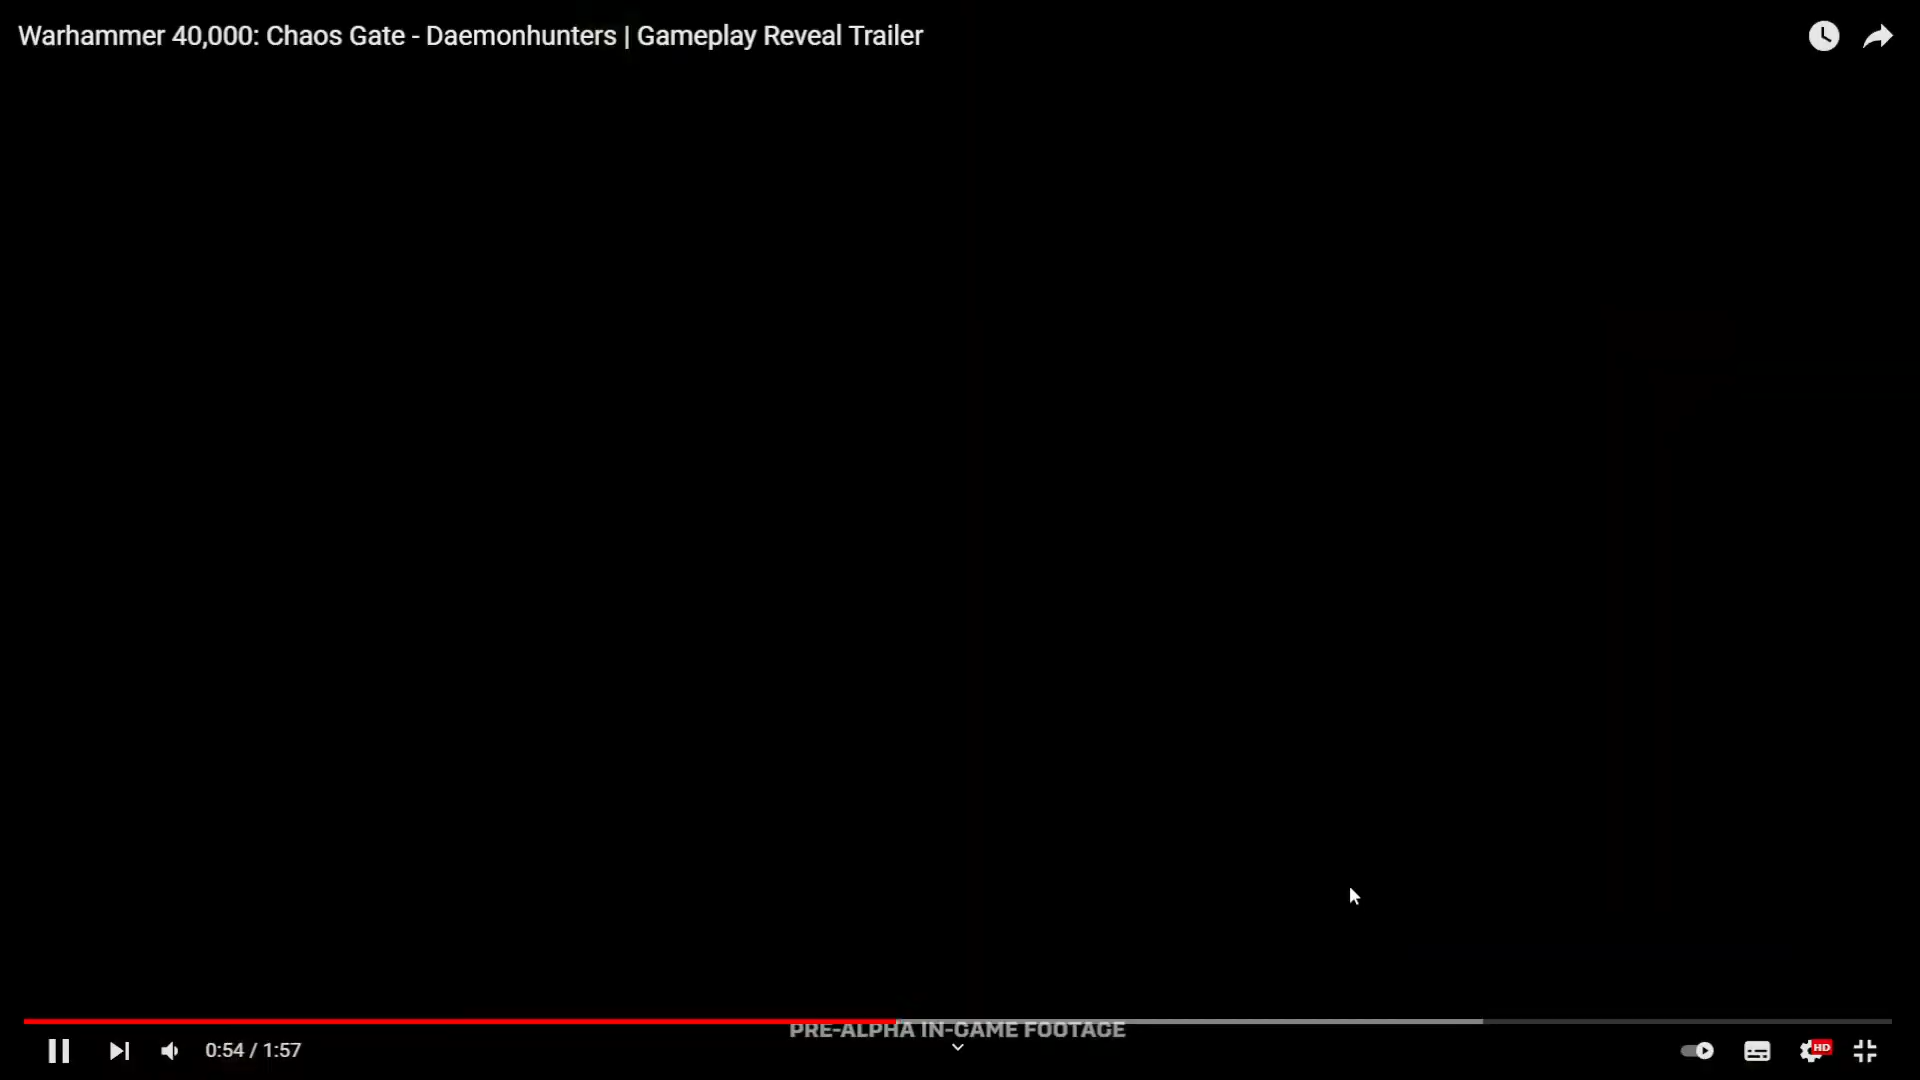 Warhammer 40,000: Chaos Gate - Daemonhunters | Gameplay Reveal Trailer
PRE-ALPHA IN-GAME FOOTAGE
0:54 / 1:57
HD